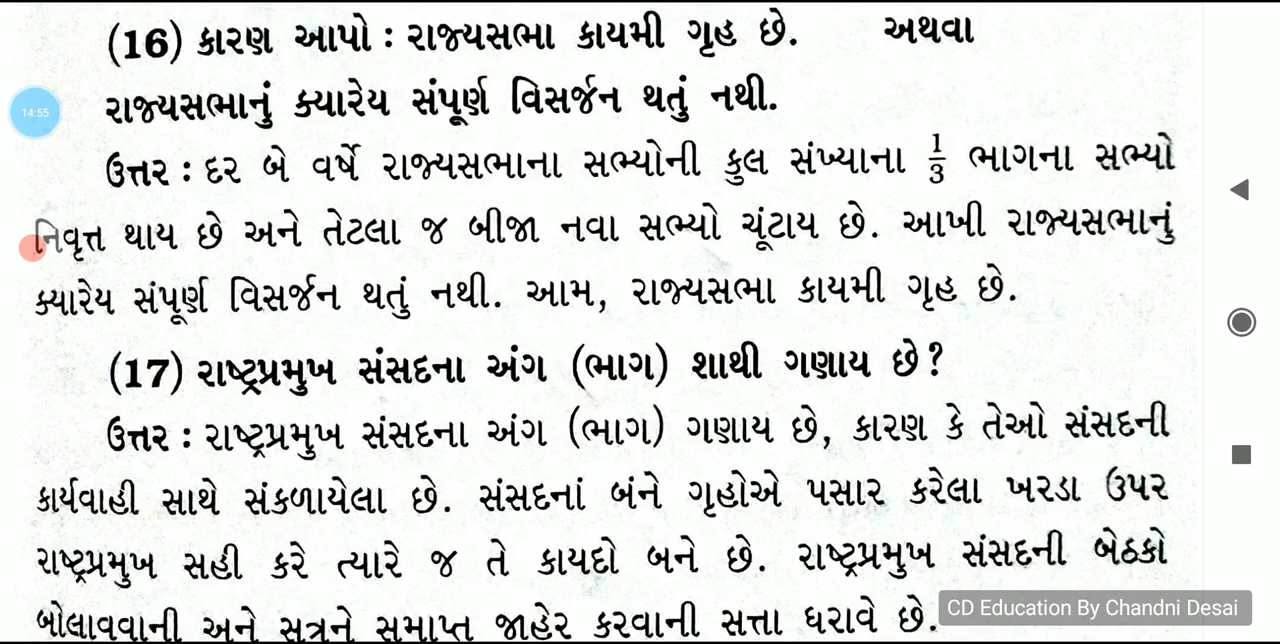 (16) કારણ આપો : રાજ્યસભા કાયમી ગૃહ છે. અથવા
રાજ્યસભાનું ક્યારેય સંપૂર્ણ વિસર્જન થતું નથી.
14:55
ઉત્તર : દર બે વર્ષે રાજ્યસભાના સભ્યોની કુલ સંખ્યાના 1/3 ભાગના સભ્યો
નિવૃત્ત થાય છે અને તેટલા જ બીજા નવા સભ્યો ચૂંટાય છે. આખી રાજ્યસભાનું
ક્યારેય સંપૂર્ણ વિસર્જન થતું નથી. આમ, રાજ્યસભા કાયમી ગૃહ છે.
(17) રાષ્ટ્રપ્રમુખ સંસદના અંગ (ભાગ) શાથી ગણાય છે?
ઉત્તર : રાષ્ટ્રપ્રમુખ સંસદના અંગ (ભાગ) ગણાય છે, કારણ કે તેઓ સંસદની
કાર્યવાહી સાથે સંકળાયેલા છે. સંસદનાં બંને ગૃહોએ પસાર કરેલા ખરડા ઉપર
રાષ્ટ્રપ્રમુખ સહી કરે ત્યારે જ તે કાયદો બને છે. રાષ્ટ્રપ્રમુખ સંસદની બેઠકો
બોલાવવાની અને સત્રને સમાપ્ત જાહેર કરવાની સત્તા ધરાવે છે.
CD Education By Chandni Desai